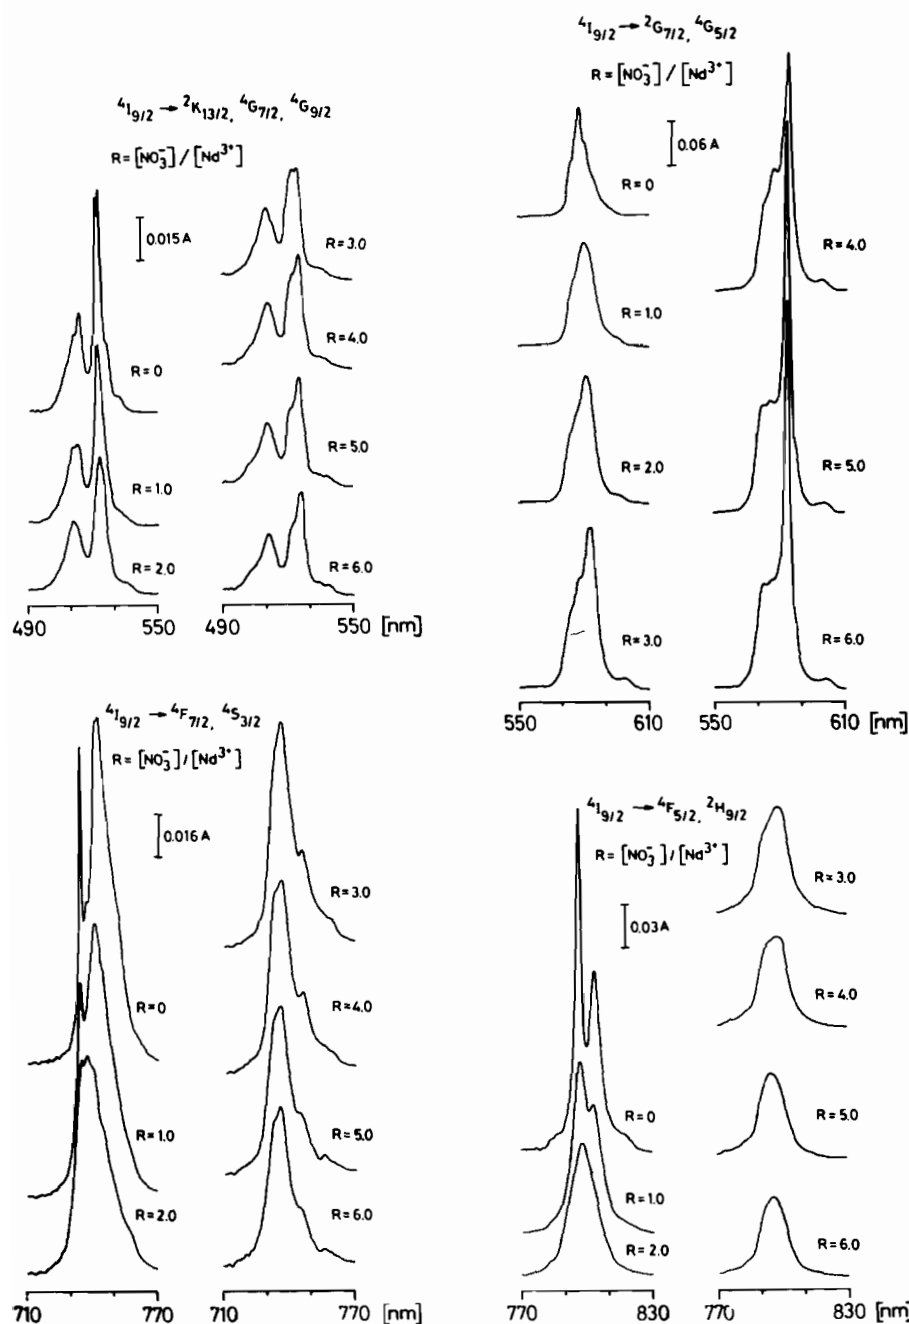 ⁴I₉/₂ → ²K₁₃/₂, ⁴G₇/₂, ⁴G₉/₂
R = [NO₃⁻] / [Nd³⁺]
0.015 A
R = 0
R = 1.0
R = 2.0
R = 3.0
R = 4.0
R = 5.0
R = 6.0
490 550 490 550 [nm]
⁴I₉/₂ → ²G₇/₂, ⁴G₅/₂
R = [NO₃⁻] / [Nd³⁺]
0.06 A
R = 0
R = 1.0
R = 2.0
R = 3.0
R = 4.0
R = 5.0
R = 6.0
550 610 550 610 [nm]
⁴I₉/₂ → ⁴F₇/₂, ⁴S₃/₂
R = [NO₃⁻] / [Nd³⁺]
0.016 A
R = 0
R = 1.0
R = 2.0
R = 3.0
R = 4.0
R = 5.0
R = 6.0
710 770 710 770 [nm]
⁴I₉/₂ → ⁴F₅/₂, ²H₉/₂
R = [NO₃⁻] / [Nd³⁺]
0.03 A
R = 0
R = 1.0
R = 2.0
R = 3.0
R = 4.0
R = 5.0
R = 6.0
770 830 770 830 [nm]